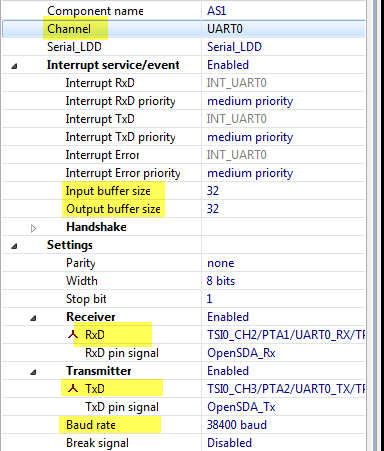 Component name AS1
Channel UART0
Serial_LDD Serial_LDD
Interrupt service/event Enabled
Interrupt RxD INT_UART0
Interrupt RxD priority medium priority
Interrupt TxD INT_UART0
Interrupt TxD priority medium priority
Interrupt Error INT_UART0
Interrupt Error priority medium priority
Input buffer size 32
Output buffer size 32
Handshake
Settings
Parity none
Width 8 bits
Stop bit 1
Receiver Enabled
RxD TSI0_CH2/PTA1/UART0_RX/TP
RxD pin signal OpenSDA_Rx
Transmitter Enabled
TxD TSI0_CH3/PTA2/UART0_TX/TP
TxD pin signal OpenSDA_Tx
Baud rate 38400 baud
Break signal Disabled